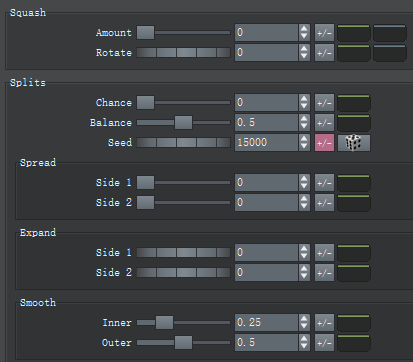 Squash
Amount 0 +/-
Rotate 0 +/-
Splits
Chance 0 +/-
Balance 0.5 +/-
Seed 15000 +/-
Spread
Side 1 0 +/-
Side 2 0 +/-
Expand
Side 1 0 +/-
Side 2 0 +/-
Smooth
Inner 0.25 +/-
Outer 0.5 +/-